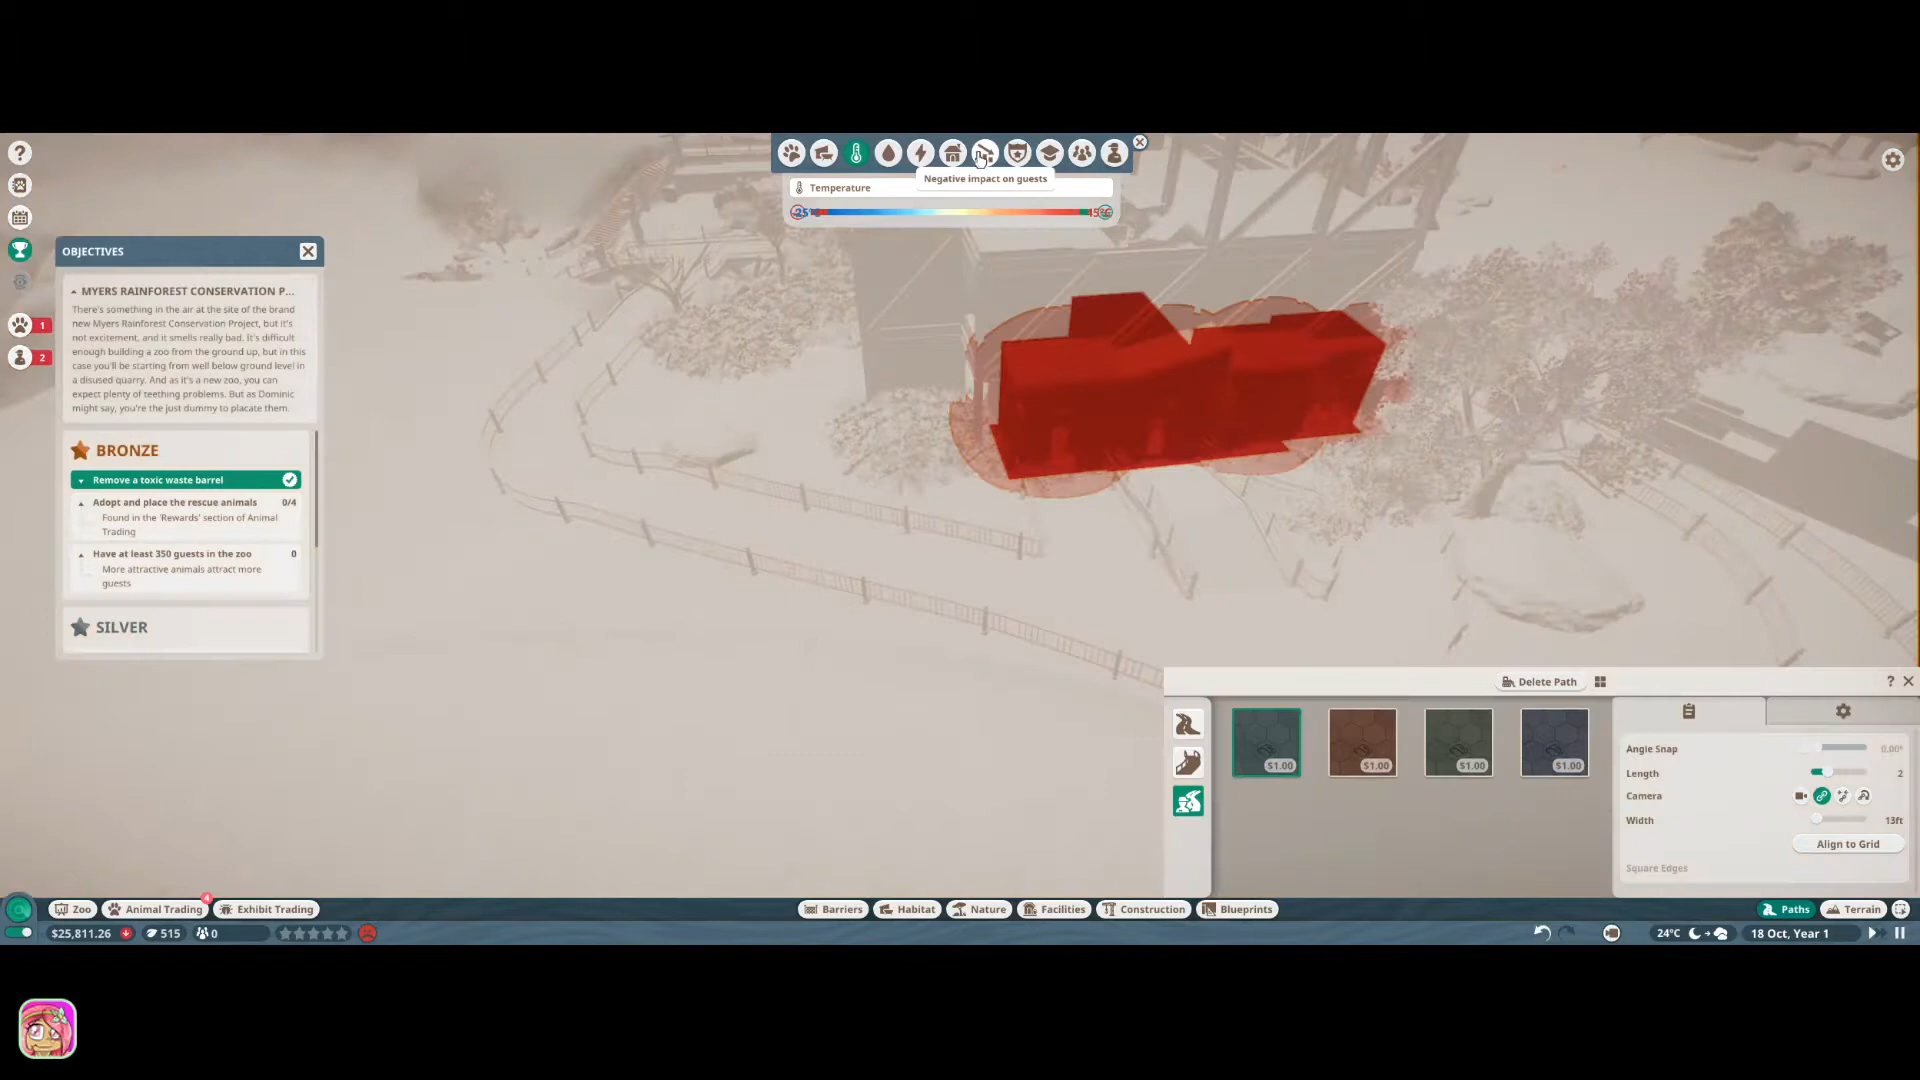 Negative impact on guests
Temperature
OBJECTIVES
MYERS RAINFOREST CONSERVATION P...
There's something in the air at the site of the brand
new Myers Rainforest Conservation Project, but it's
not excitement, and it smells really bad. It's difficult
enough building a zoo from the ground up, but in this
case you'll be starting from well below ground level in
a disused quarry. And as it's a new zoo, you can
expect plenty of teething problems. But as Dominic
might say, you're the just dummy to placate them.
BRONZE
Remove a toxic waste barrel
Adopt and place the rescue animals 0/4
Found in the 'Rewards' section of Animal
Trading
Have at least 350 guests in the zoo 0
More attractive animals attract more
guests
SILVER
1
2
Delete Path
?
$1.00 $1.00 $1.00 $1.00
Angle Snap 0.00°
Length 2
Camera
Width 13ft
Align to Grid
Square Edges
Zoo Animal Trading 4 Exhibit Trading
Barriers Habitat Nature Facilities Construction Blueprints
Paths Terrain
$25,811.26 515 0
24°C 18 Oct, Year 1